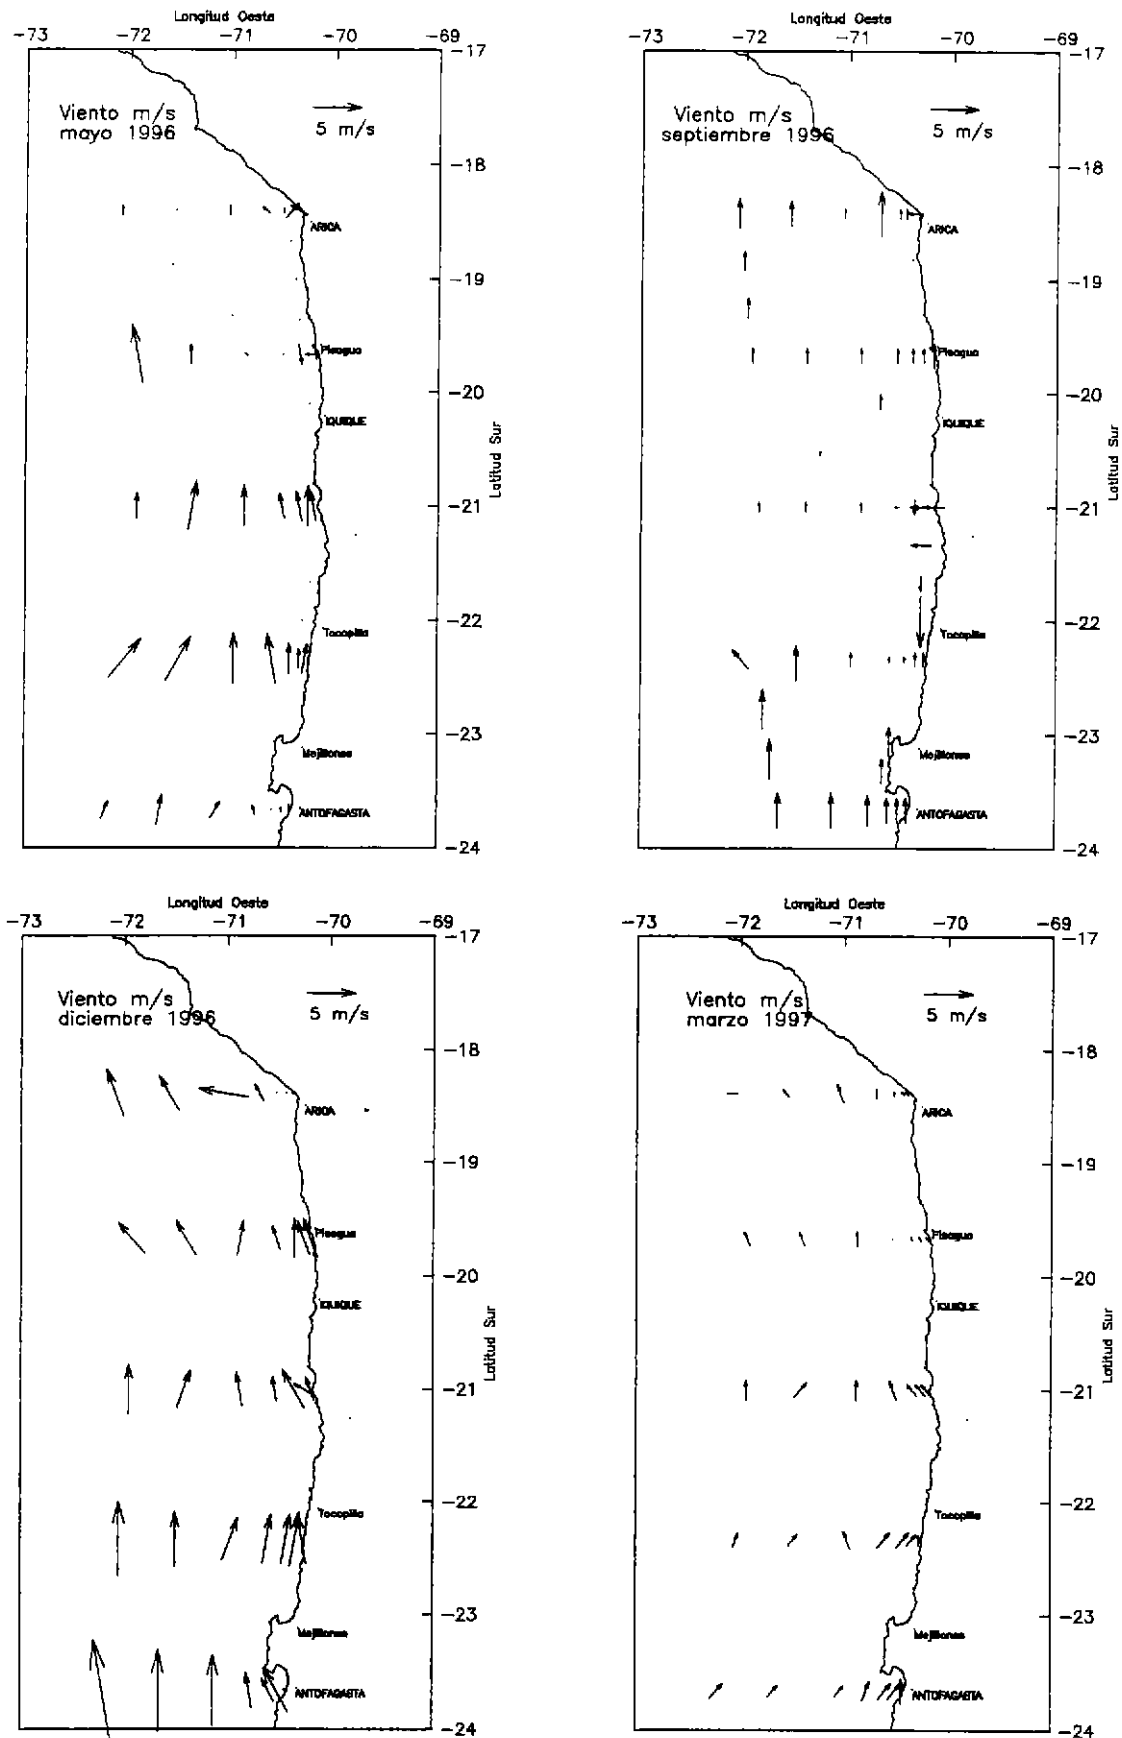 Longitud Oeste
-73 -72 -71 -70 -69
-17
Viento m/s
mayo 1996
5 m/s
-18
ARICA
-19
Pisagua
-20
IQUIQUE
Latitud Sur
-21
-22
Tocopilla
-23
Mejillones
ANTOFAGASTA
-24
Longitud Oeste
-73 -72 -71 -70 -69
-17
Viento m/s
septiembre 1996
5 m/s
-18
ARICA
-19
Pisagua
-20
IQUIQUE
Latitud Sur
-21
-22
Tocopilla
-23
Mejillones
ANTOFAGASTA
-24
Longitud Oeste
-73 -72 -71 -70 -69
-17
Viento m/s
diciembre 1996
5 m/s
-18
ARICA
-19
Pisagua
-20
IQUIQUE
Latitud Sur
-21
-22
Tocopilla
-23
Mejillones
ANTOFAGASTA
-24
Longitud Oeste
-73 -72 -71 -70 -69
-17
Viento m/s
marzo 1997
5 m/s
-18
ARICA
-19
Pisagua
-20
IQUIQUE
Latitud Sur
-21
-22
Tocopilla
-23
Mejillones
ANTOFAGASTA
-24